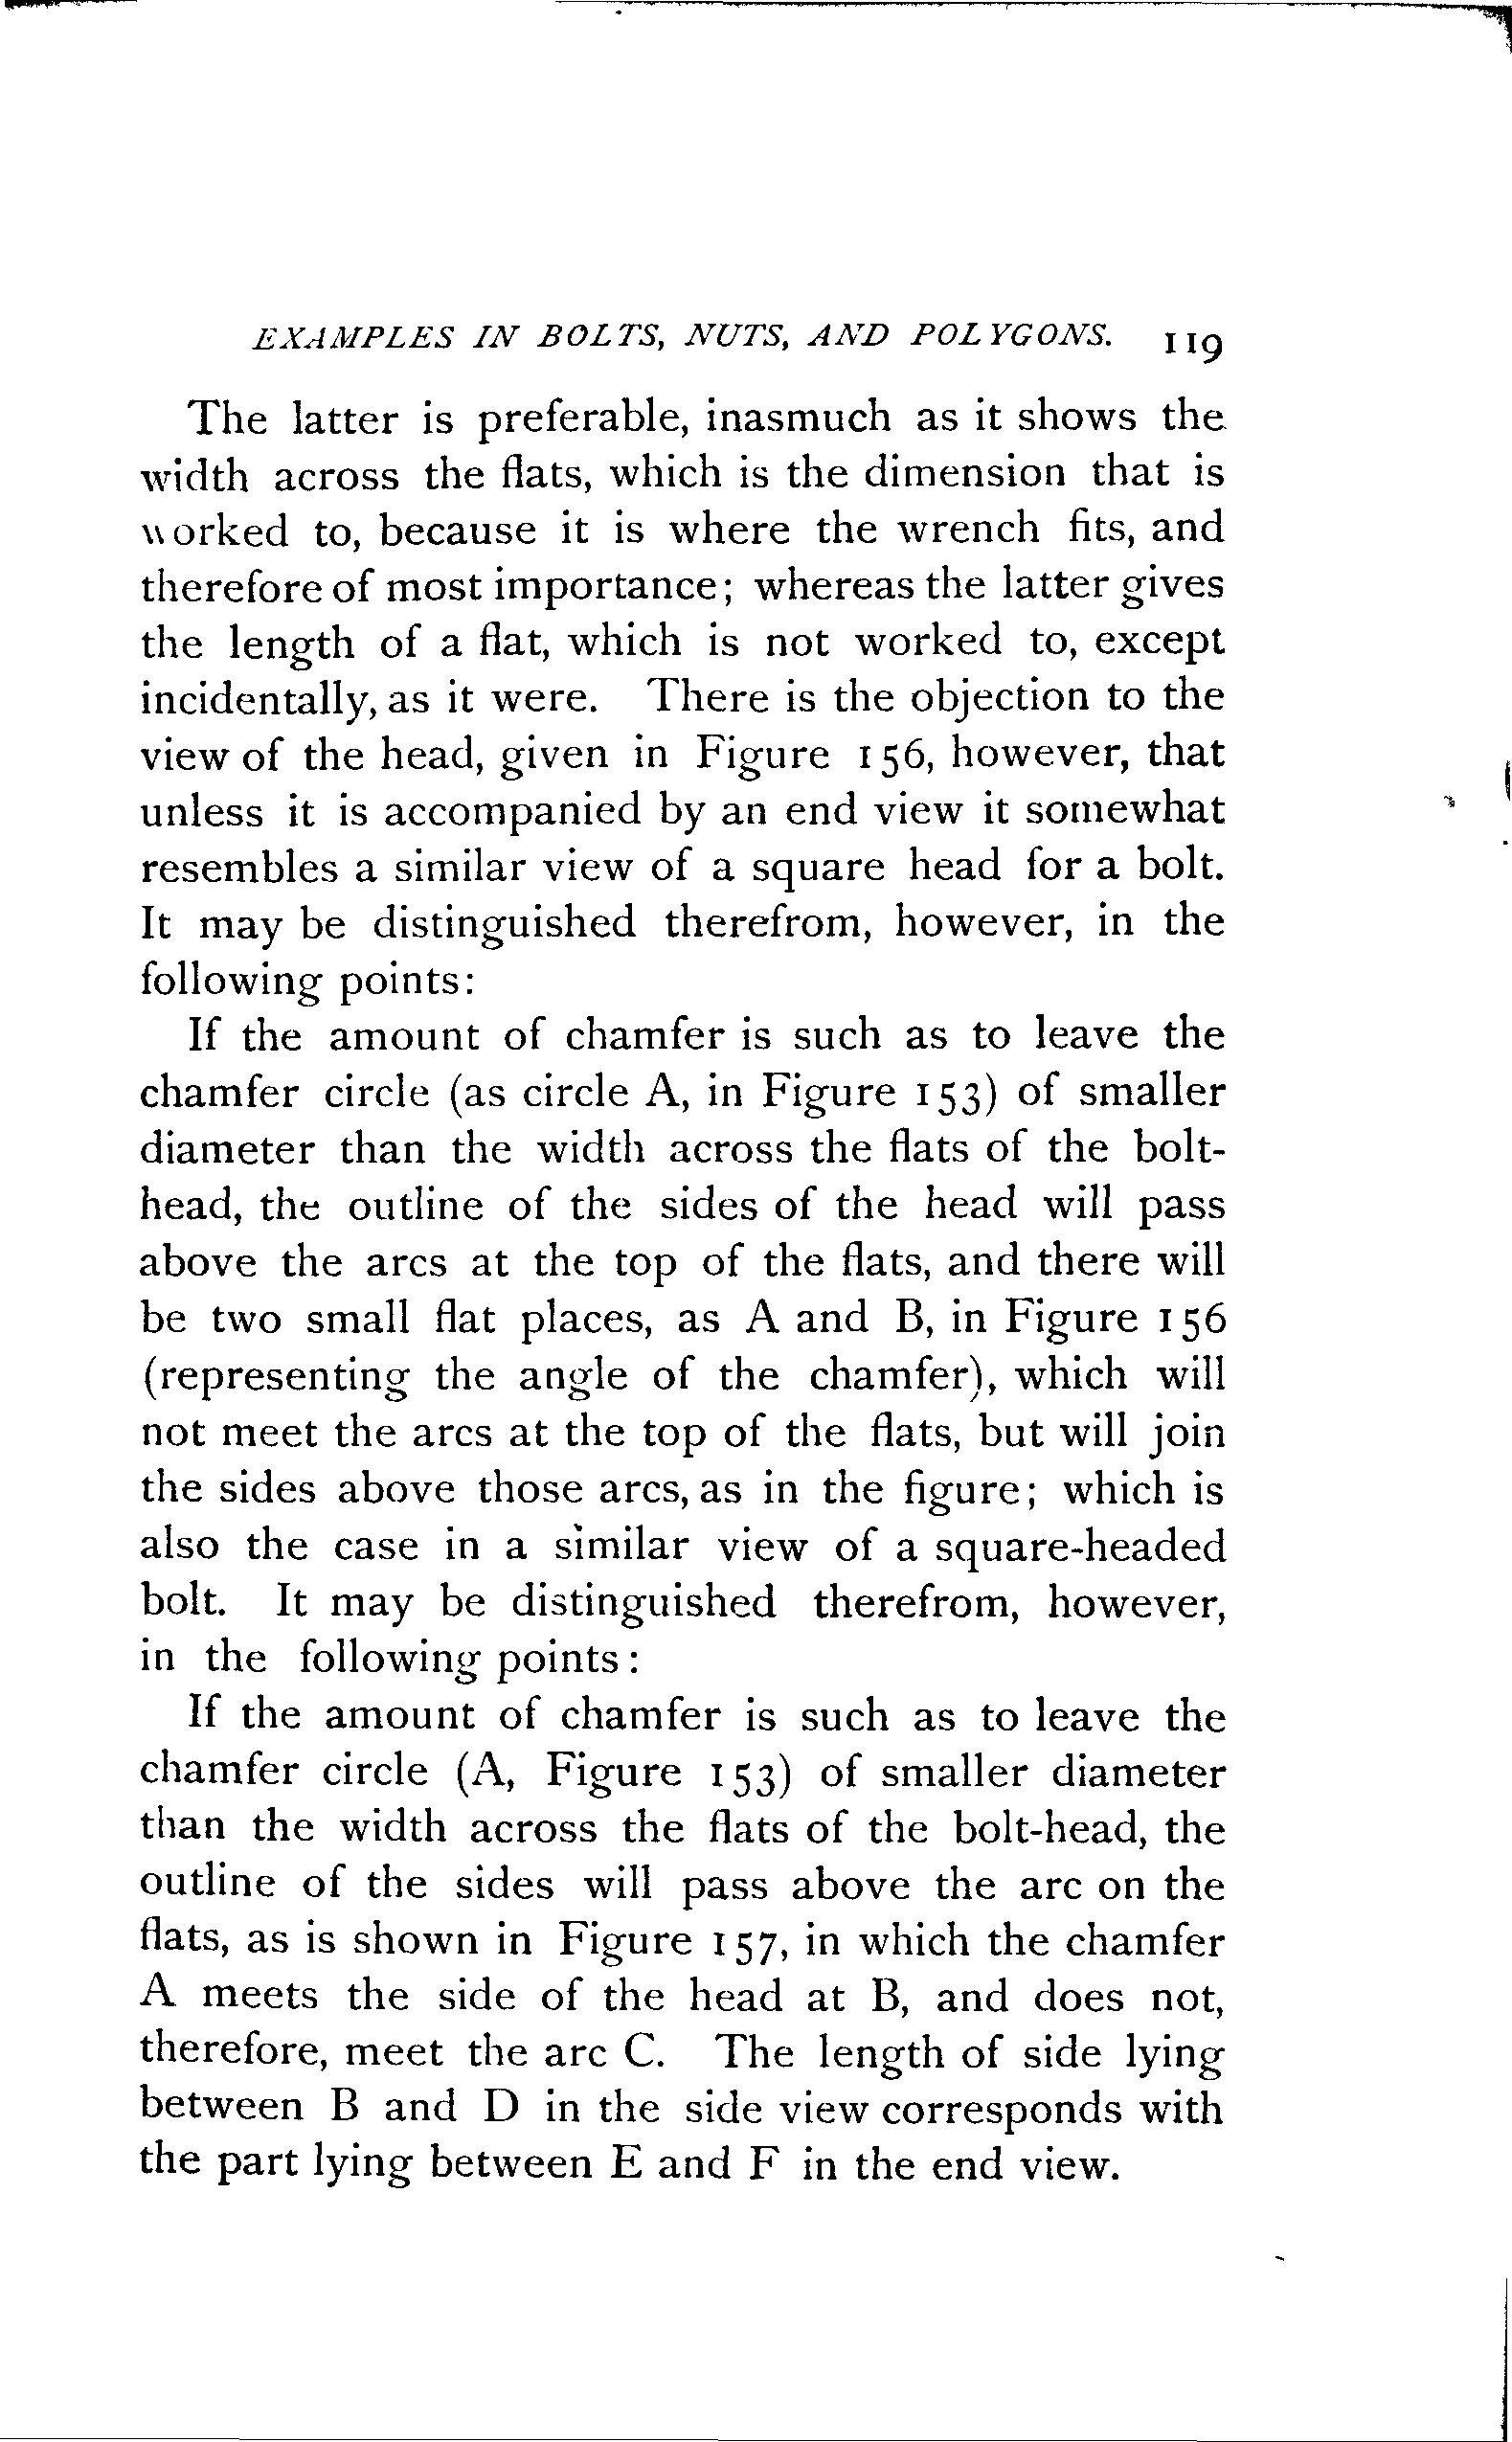 EXAMPLES IN BOLTS, NUTS, AND POLYGONS. 119
The latter is preferable, inasmuch as it shows the
width across the flats, which is the dimension that is
worked to, because it is where the wrench fits, and
therefore of most importance; whereas the latter gives
the length of a flat, which is not worked to, except
incidentally, as it were. There is the objection to the
view of the head, given in Figure 156, however, that
unless it is accompanied by an end view it somewhat
resembles a similar view of a square head for a bolt.
It may be distinguished therefrom, however, in the
following points:
If the amount of chamfer is such as to leave the
chamfer circle (as circle A, in Figure 153) of smaller
diameter than the width across the flats of the bolt-
head, the outline of the sides of the head will pass
above the arcs at the top of the flats, and there will
be two small flat places, as A and B, in Figure 156
(representing the angle of the chamfer), which will
not meet the arcs at the top of the flats, but will join
the sides above those arcs, as in the figure; which is
also the case in a similar view of a square-headed
bolt. It may be distinguished therefrom, however,
in the following points:
If the amount of chamfer is such as to leave the
chamfer circle (A, Figure 153) of smaller diameter
than the width across the flats of the bolt-head, the
outline of the sides will pass above the arc on the
flats, as is shown in Figure 157, in which the chamfer
A meets the side of the head at B, and does not,
therefore, meet the arc C. The length of side lying
between B and D in the side view corresponds with
the part lying between E and F in the end view.